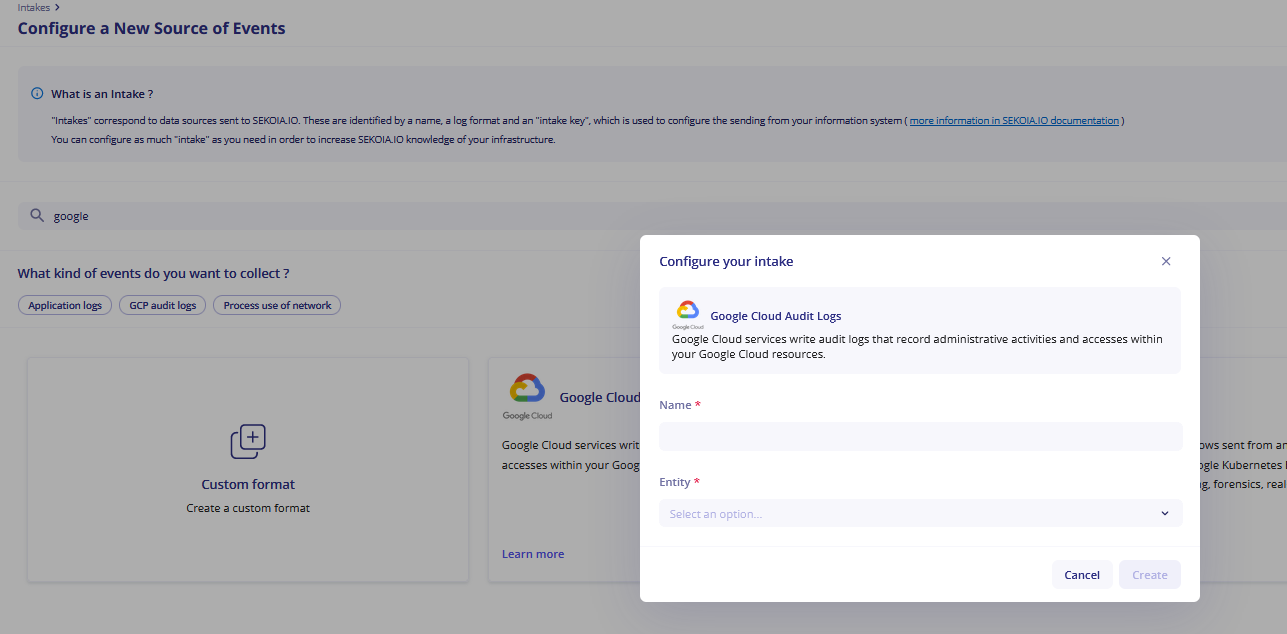 Intakes
Configure a New Source of Events
What is an Intake ?
"Intakes" correspond to data sources sent to SEKOIA.IO. These are identified by a name, a log format and an "intake key", which is used to configure the sending from your information system ( more information in SEKOIA.IO documentation )
You can configure as much "intake" as you need in order to increase SEKOIA.IO knowledge of your infrastructure.
google
What kind of events do you want to collect ?
Application logs
GCP audit logs
Process use of network
Custom format
Create a custom format
Google Cloud
Google Cloud
Google Cloud services writ
accesses within your Goog
Learn more
ows sent from an
ogle Kubernetes
g, forensics, real
Configure your intake
Google Cloud
Google Cloud Audit Logs
Google Cloud services write audit logs that record administrative activities and accesses within
your Google Cloud resources.
Name *
Entity *
Select an option...
Cancel
Create